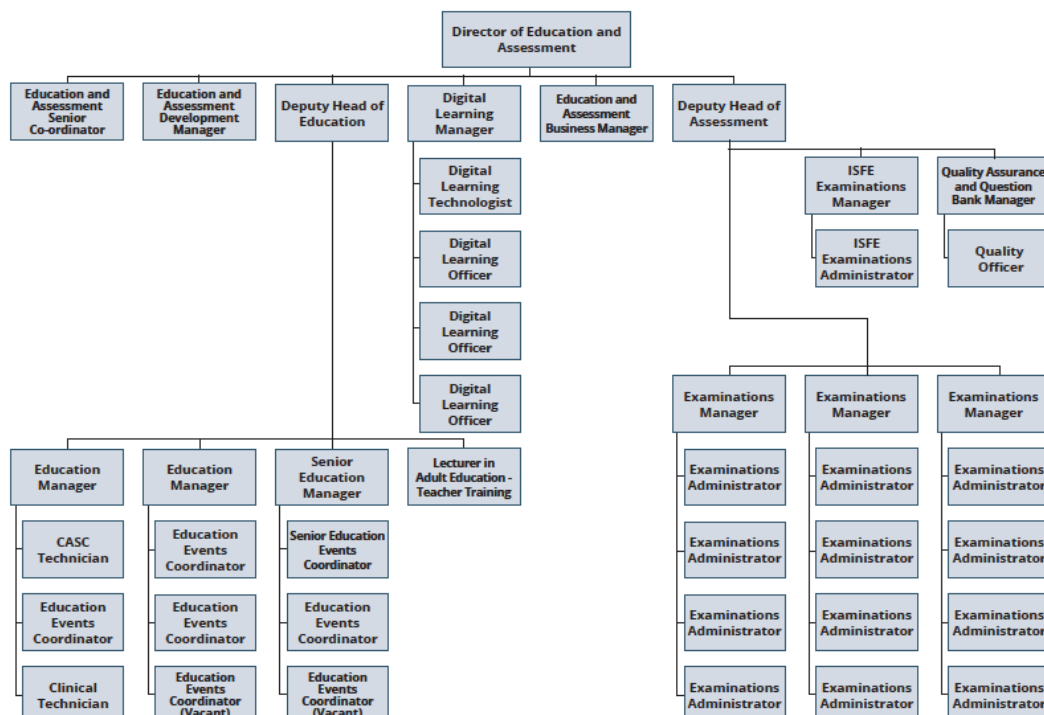 Director of Education and
Assessment
Education and
Assessment
Senior
Co-ordinator
Education and
Assessment
Development
Manager
Deputy Head of
Education
Digital
Learning
Manager
Education and
Assessment
Business Manager
Deputy Head of
Assessment
Digital
Learning
Technologist
Digital
Learning
Officer
Digital
Learning
Officer
Digital
Learning
Officer
ISFE
Examinations
Manager
Quality Assurance
and Question
Bank Manager
ISFE
Examinations
Administrator
Quality
Officer
Examinations
Manager
Examinations
Manager
Examinations
Manager
Education
Manager
Education
Manager
Senior
Education
Manager
Lecturer in
Adult Education -
Teacher Training
Examinations
Administrator
Examinations
Administrator
Examinations
Administrator
CASC
Technician
Education
Events
Coordinator
Senior Education
Events
Coordinator
Examinations
Administrator
Examinations
Administrator
Examinations
Administrator
Education
Events
Coordinator
Education
Events
Coordinator
Education
Events
Coordinator
Examinations
Administrator
Examinations
Administrator
Examinations
Administrator
Clinical
Technician
Education
Events
Coordinator
(Vacant)
Education
Events
Coordinator
(Vacant)
Examinations
Administrator
Examinations
Administrator
Examinations
Administrator